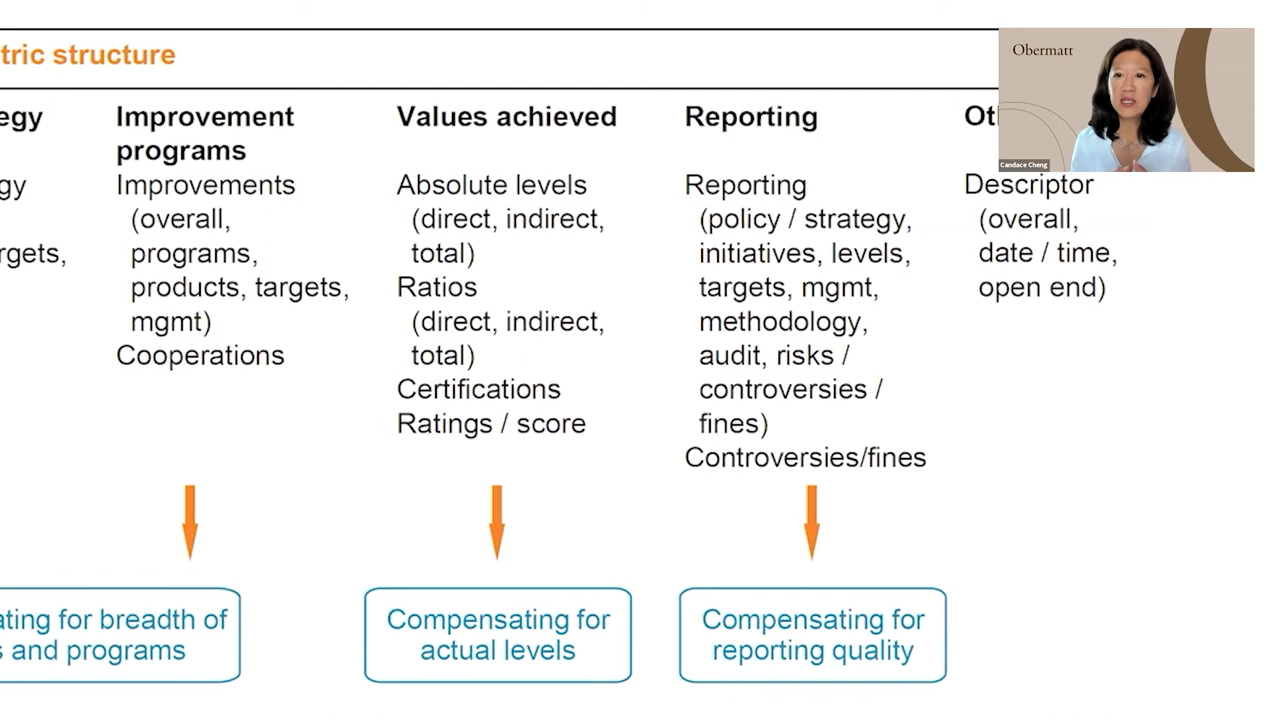 tric structure
Obermatt
Candace Cheng
egy
gy
rgets,
Improvement
programs
Improvements
(overall,
programs,
products, targets,
mgmt)
Cooperations
Values achieved
Absolute levels
(direct, indirect,
total)
Ratios
(direct, indirect,
total)
Certifications
Ratings / score
Reporting
Reporting
(policy / strategy,
initiatives, levels,
targets, mgmt,
methodology,
audit, risks /
controversies /
fines)
Controversies/fines
Ot
Descriptor
(overall,
date / time,
open end)
ating for breadth of
s and programs
Compensating for
actual levels
Compensating for
reporting quality